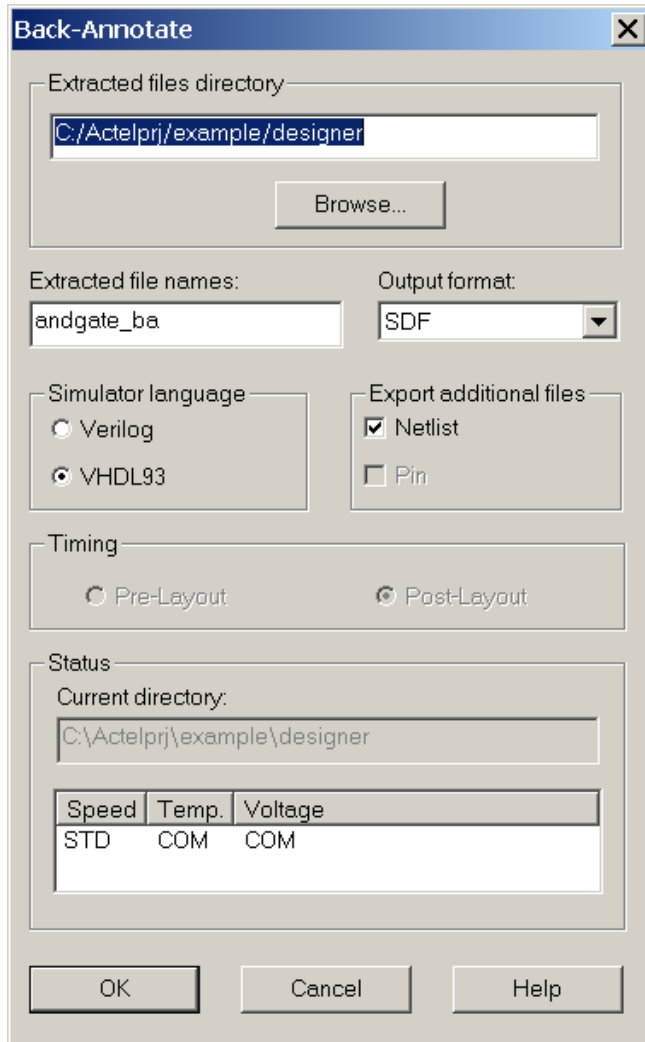 Back-Annotate
Extracted files directory
C:/Actelprj/example/designer
Browse...
Extracted file names:
Output format:
andgate_ba
SDF
Simulator language
Export additional files
Verilog
Netlist
VHDL93
Pin
Timing
Pre-Layout
Post-Layout
Status
Current directory:
C:\Actelprj\example\designer
Speed Temp. Voltage
STD COM COM
OK Cancel Help